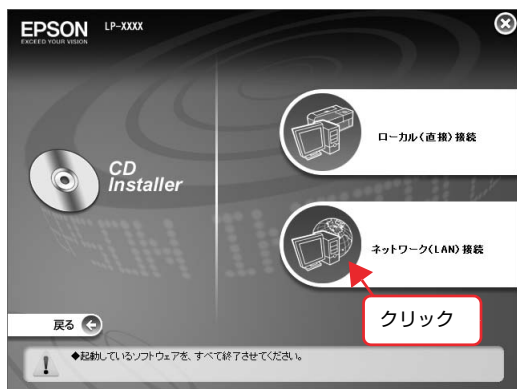 EPSON
EXCEED YOUR VISION
LP-XXXX
ローカル(直接)接続
CD
Installer
ネットワーク(LAN)接続
クリック
戻る
◆起動しているソフトウェアを、すべて終了させてください。